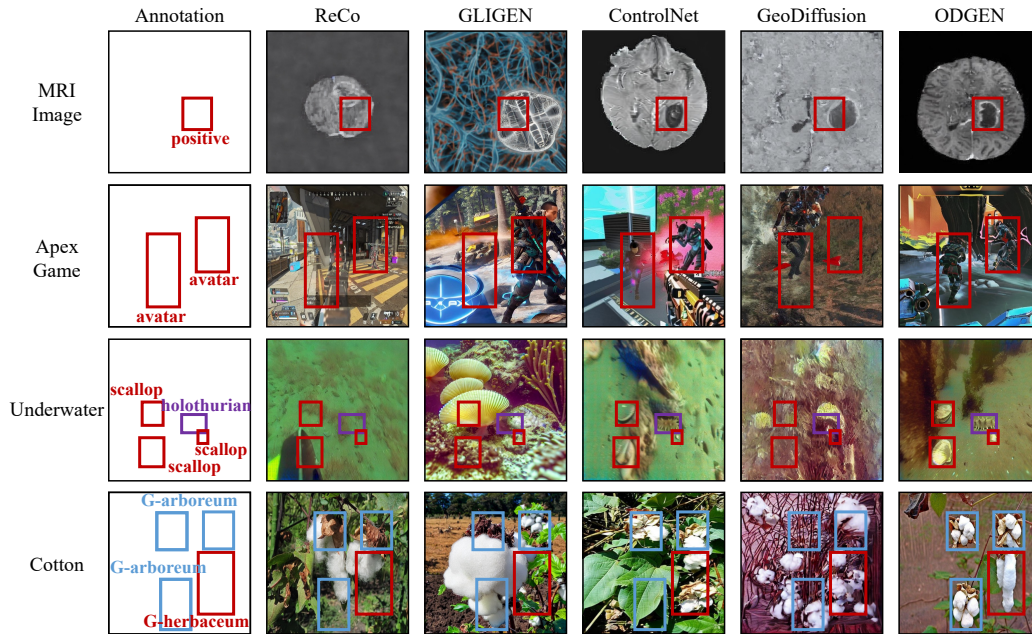 Annotation ReCo GLIGEN ControlNet GeoDiffusion ODGEN
MRI
Image
positive
Apex
Game
avatar
avatar
Underwater
scallop
holothurian
scallop
scallop
Cotton
G-arboreum
G-arboreum
G-herbaceum